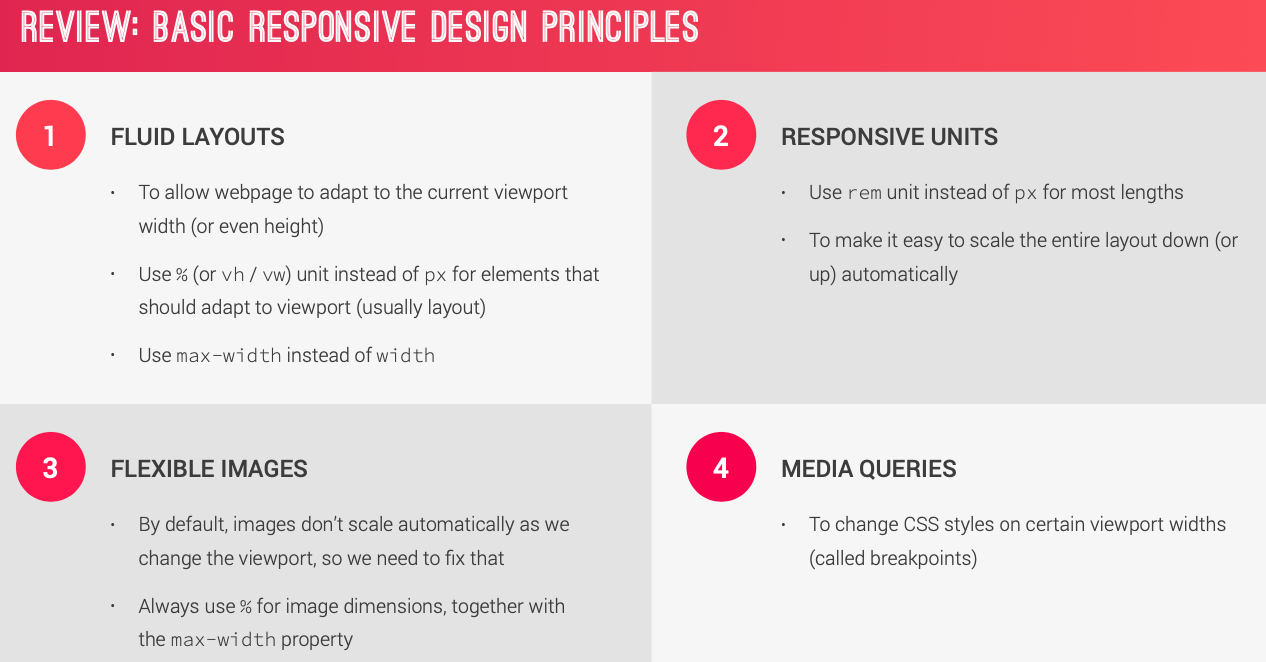 REVIEW: BASIC RESPONSIVE DESIGN PRINCIPLES
1
FLUID LAYOUTS
· To allow webpage to adapt to the current viewport
width (or even height)
· Use % (or vh / vw) unit instead of px for elements that
should adapt to viewport (usually layout)
· Use max-width instead of width
2
RESPONSIVE UNITS
· Use rem unit instead of px for most lengths
· To make it easy to scale the entire layout down (or
up) automatically
3
FLEXIBLE IMAGES
· By default, images don’t scale automatically as we
change the viewport, so we need to fix that
· Always use % for image dimensions, together with
the max-width property
4
MEDIA QUERIES
· To change CSS styles on certain viewport widths
(called breakpoints)